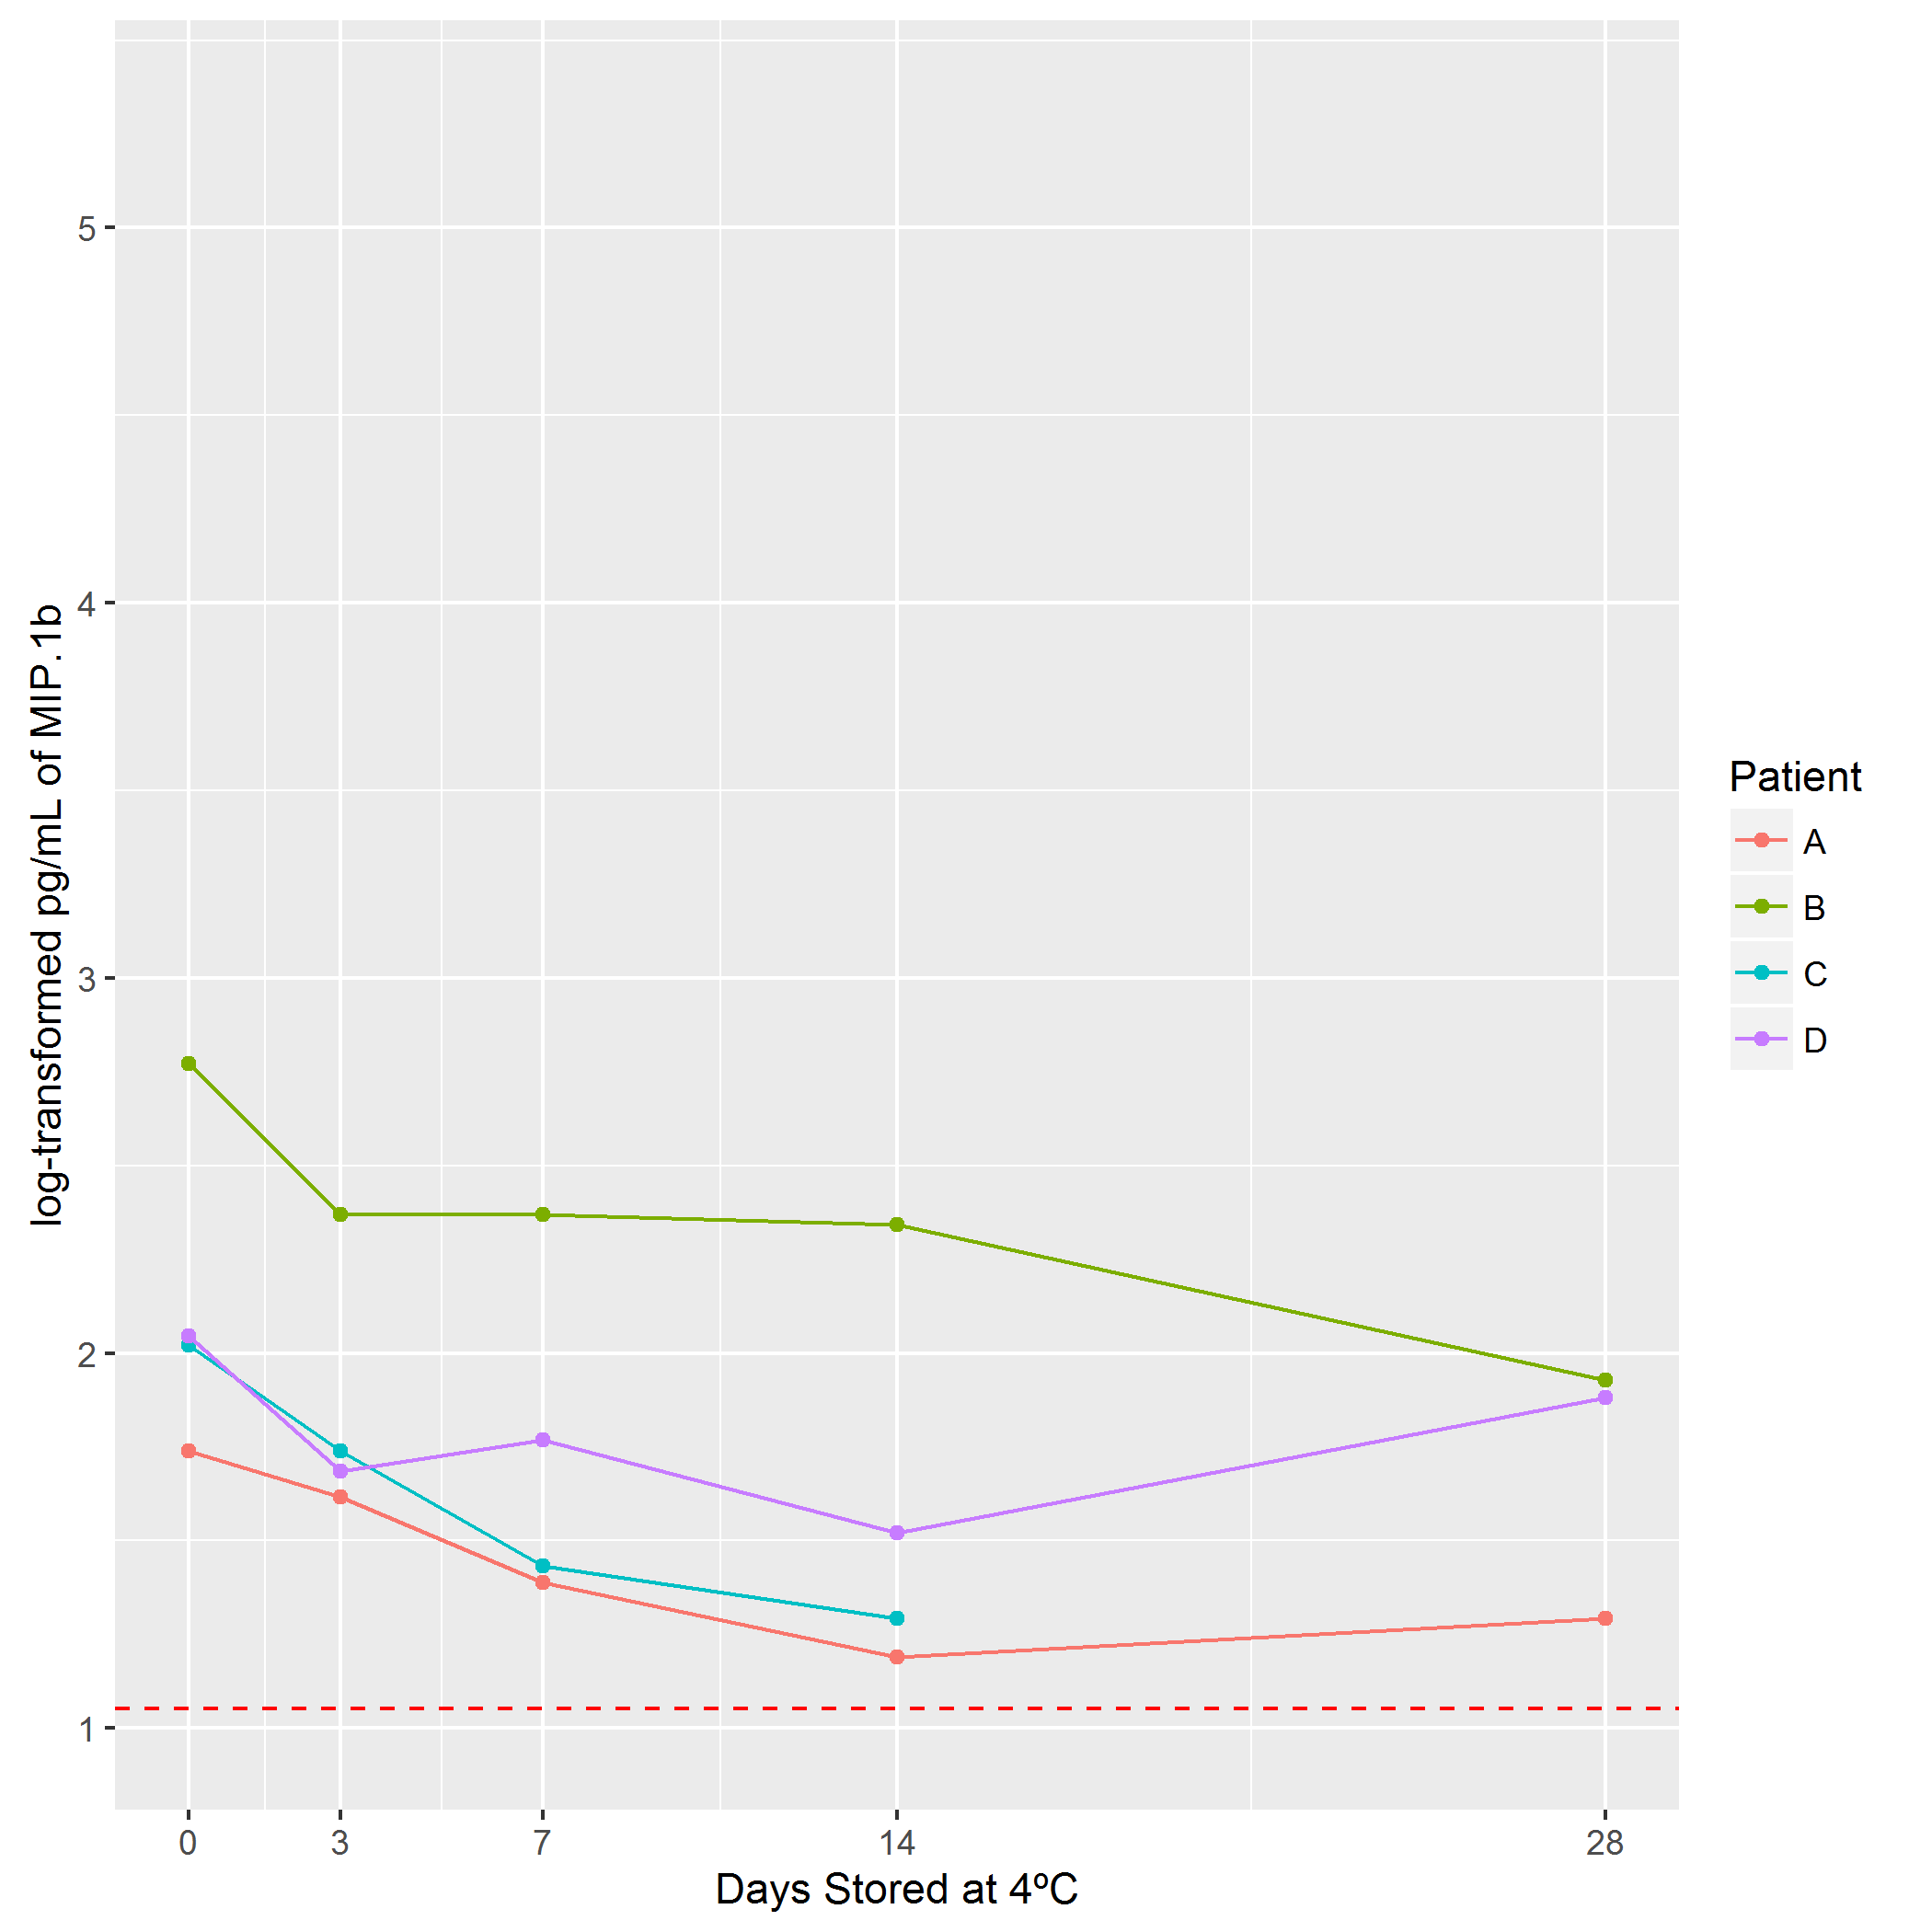 log-transformed pg/mL of MIP.1b
5
4
3
2
1
0 3 7 14 28
Days Stored at 4ºC
Patient
A
B
C
D